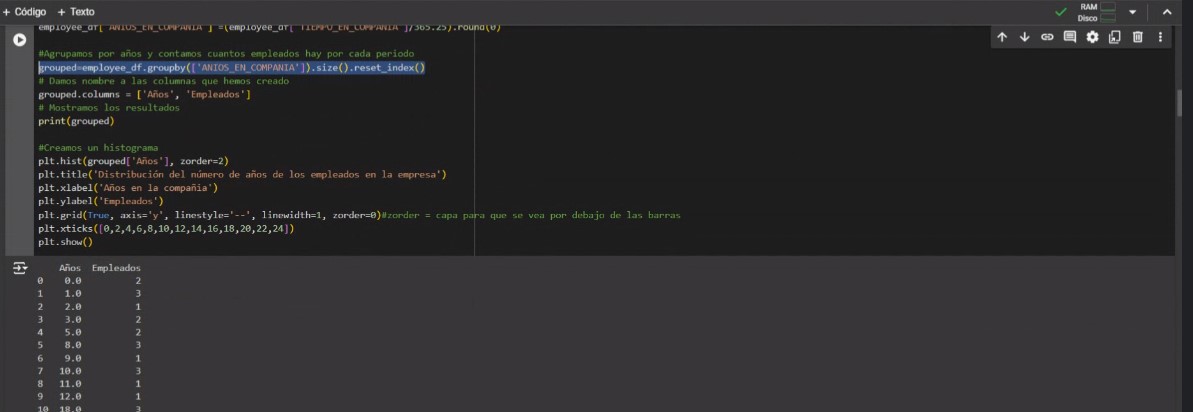 + Código + Texto
RAM
Disco
employee_df['ANIOS_EN_COMPANIA'] =(employee_df['TIEMPO_EN_COMPANIA']/365.25).round(0)
#Agrupamos por años y contamos cuantos empleados hay por cada periodo
grouped=employee_df.groupby(['ANIOS_EN_COMPANIA']).size().reset_index()
# Damos nombre a las columnas que hemos creado
grouped.columns = ['Años', 'Empleados']
# Mostramos los resultados
print(grouped)
#Creamos un histograma
plt.hist(grouped['Años'], zorder=2)
plt.title('Distribución del número de años de los empleados en la empresa')
plt.xlabel('Años en la compañia')
plt.ylabel('Empleados')
plt.grid(True, axis='y', linestyle='--', linewidth=1, zorder=0)#zorder = capa para que se vea por debajo de las barras
plt.xticks([0,2,4,6,8,10,12,14,16,18,20,22,24])
plt.show()
Años Empleados
0 0.0 2
1 1.0 3
2 2.0 1
3 3.0 2
4 5.0 2
5 8.0 3
6 9.0 1
7 10.0 3
8 11.0 1
9 12.0 1
10 18.0 3